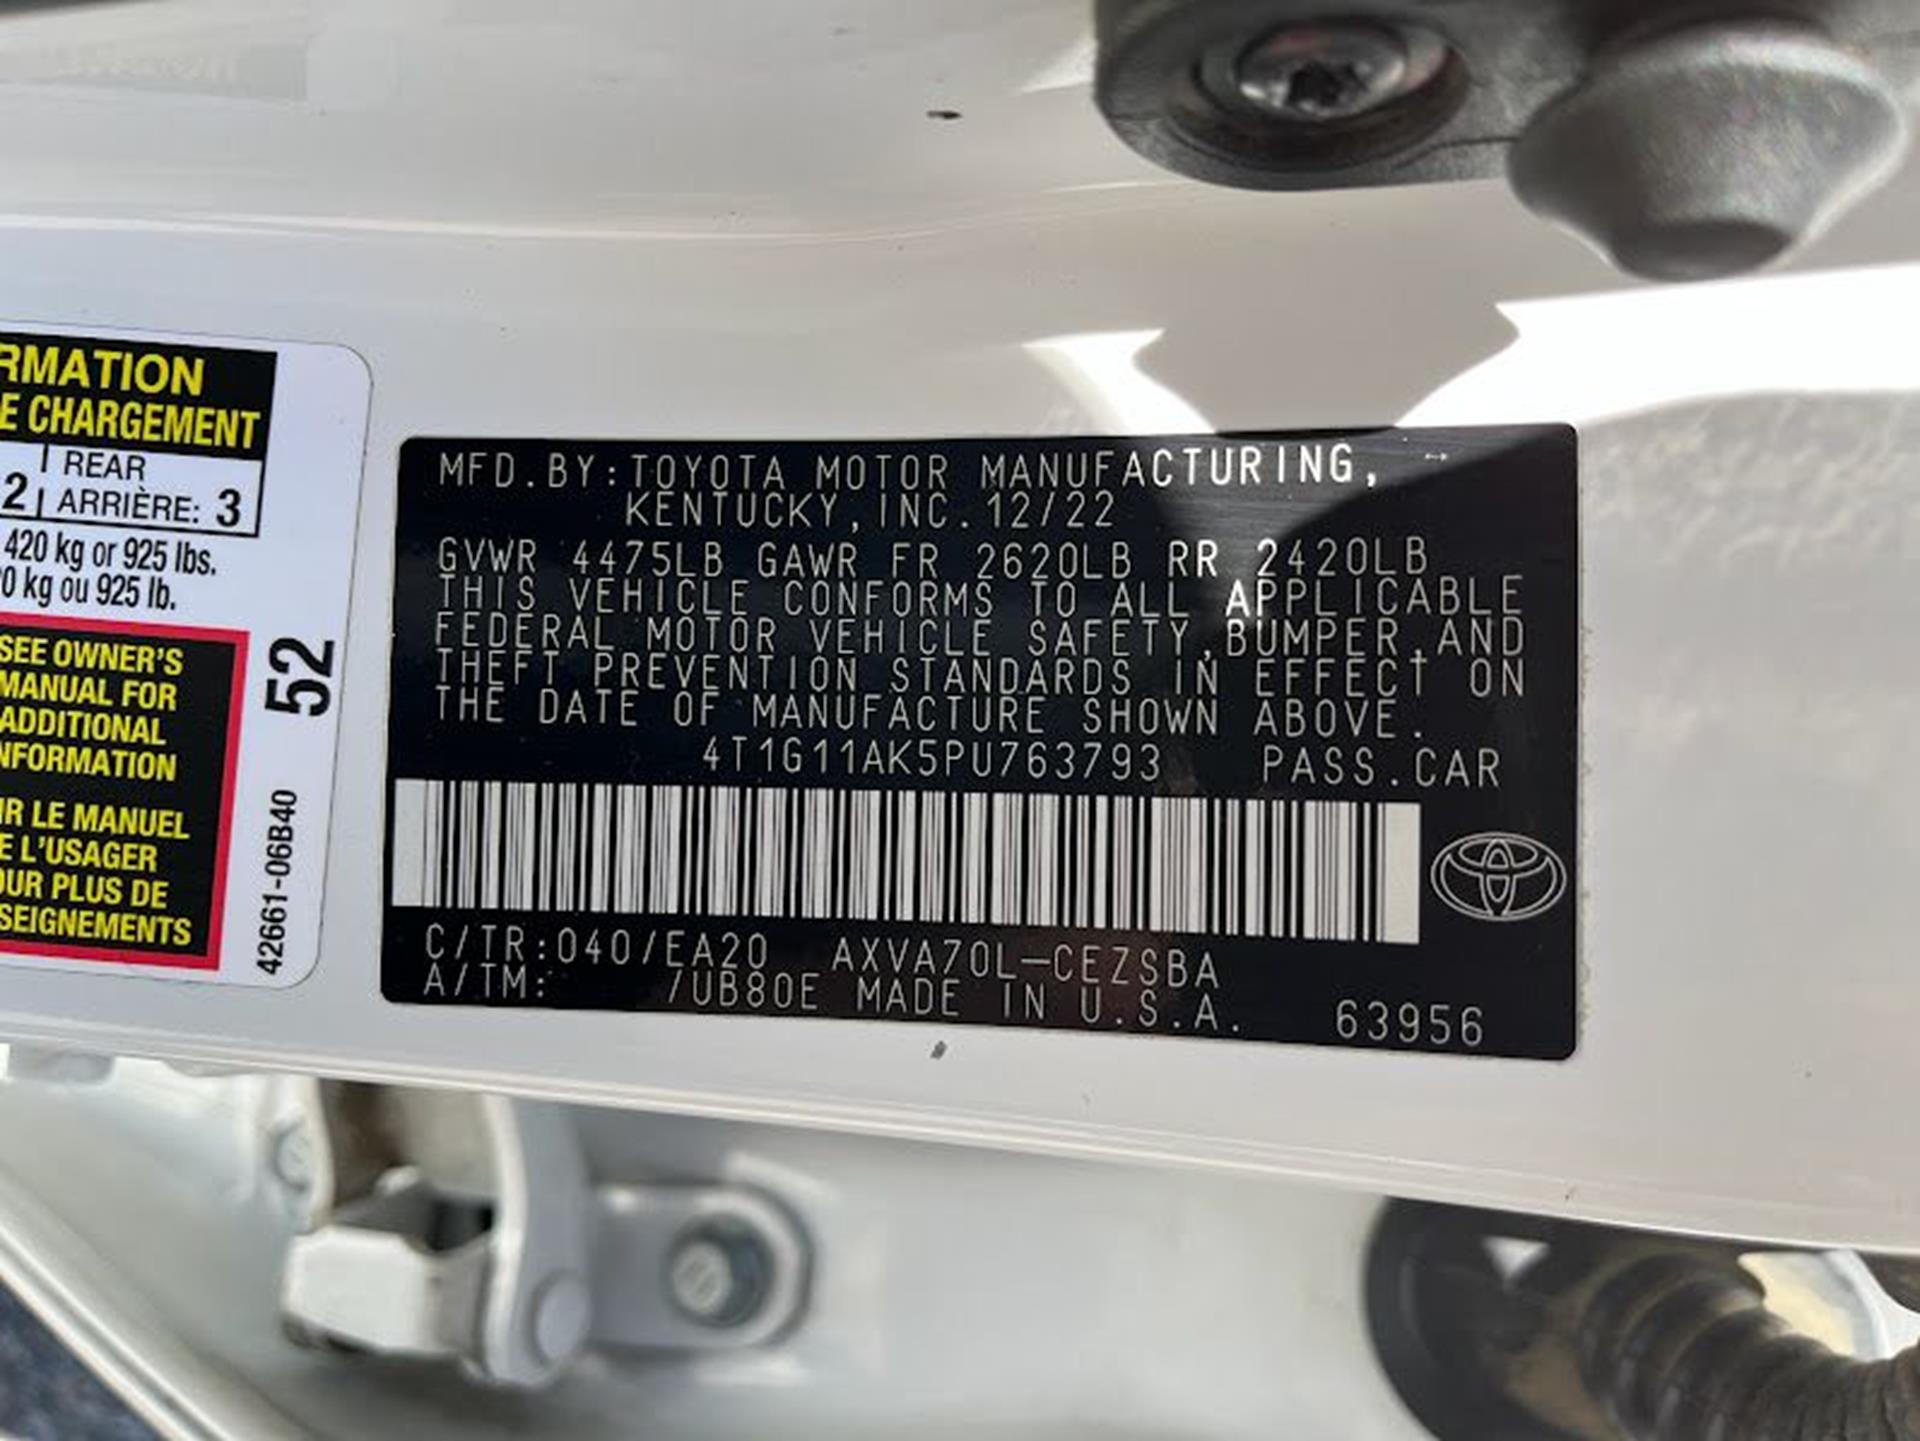 RMATION
E CHARGEMENT
REAR
2 ARRIÈRE: 3
420 kg or 925 lbs.
0 kg ou 925 lb.
SEE OWNER'S
MANUAL FOR
ADDITIONAL
NFORMATION
IR LE MANUEL
E L'USAGER
OUR PLUS DE
SEIGNEMENTS
52
42661-06B40
MFD.BY:TOYOTA MOTOR MANUFACTURING,
KENTUCKY,INC.12/22
GVWR 4475LB GAWR FR 2620LB RR 2420LB
THIS VEHICLE CONFORMS TO ALL APPLICABLE
FEDERAL MOTOR VEHICLE SAFETY,BUMPER,AND
THEFT PREVENTION STANDARDS IN EFFECT ON
THE DATE OF MANUFACTURE SHOWN ABOVE.
4T1G11AK5PU763793 PASS.CAR
C/TR:040/EA20 AXVA70L-CEZSBA
A/TM: /UB80E MADE IN U.S.A. 63956